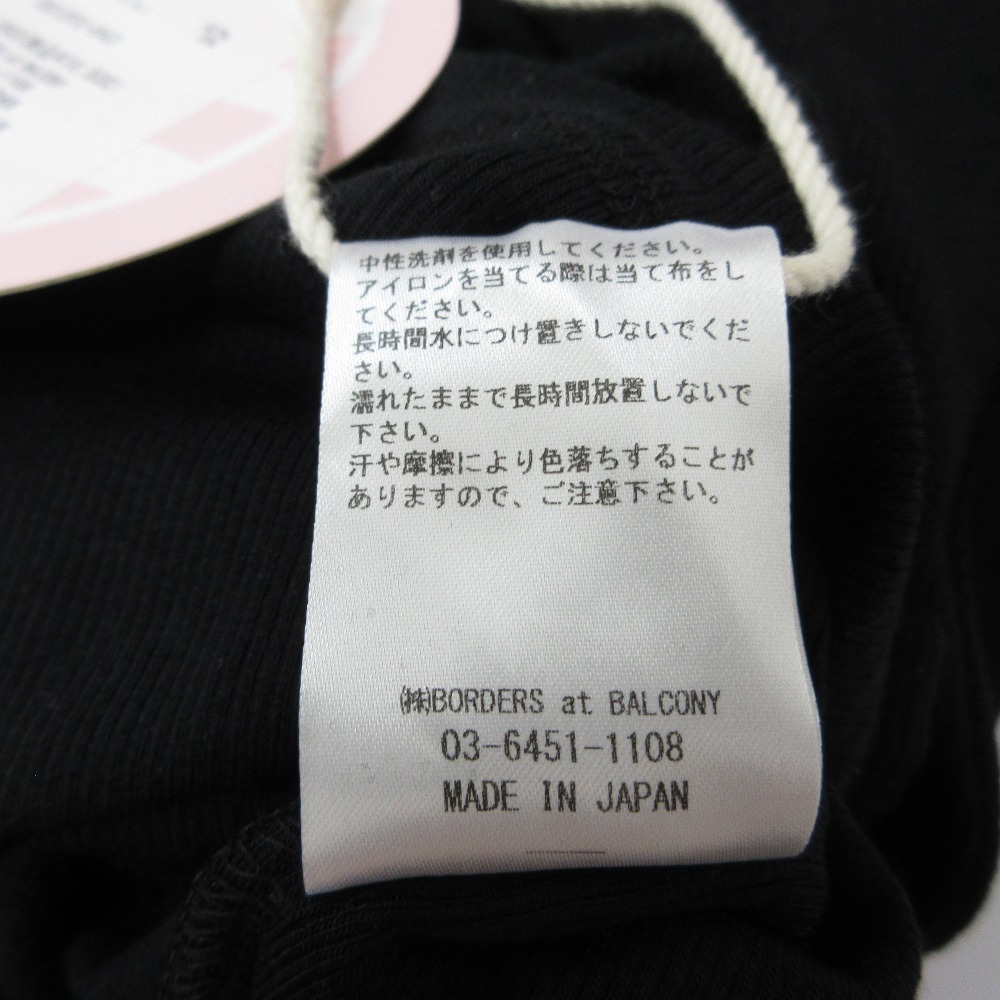 中性洗剤を使用してください。
アイロンを当てる際は当て布をし
てください。
長時間水につけ置きしないでくだ
さい。
濡れたままで長時間放置しないで
下さい。
汗や摩擦により色落ちすることが
ありますので、ご注意下さい。
㈱BORDERS at BALCONY
03-6451-1108
MADE IN JAPAN